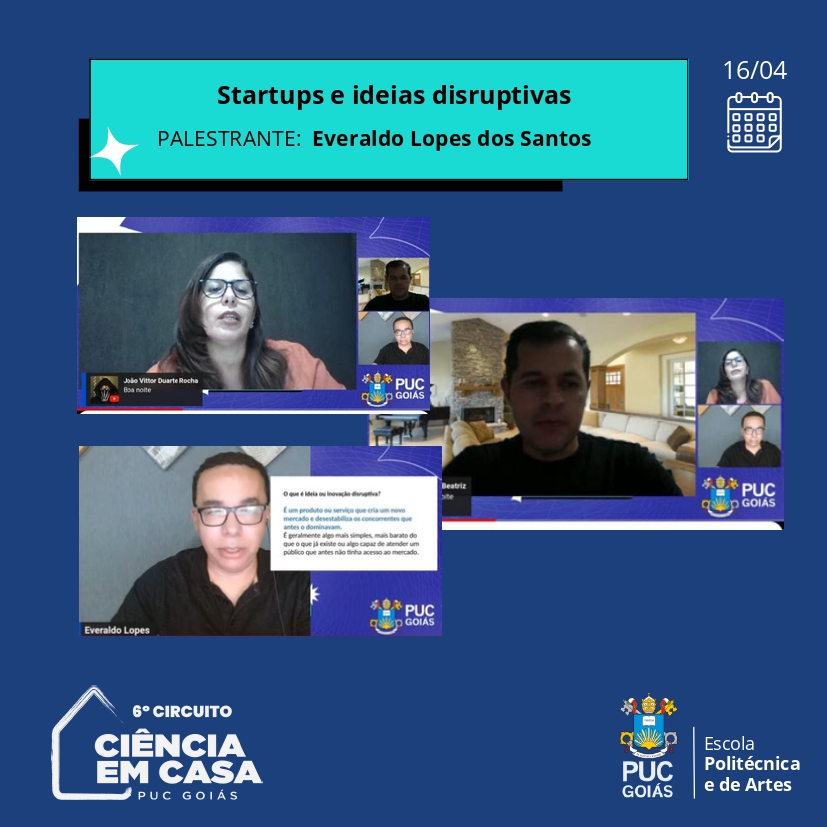 Startups e ideias disruptivas
PALESTRANTE: Everaldo Lopes dos Santos
16/04
João Vittor Duarte Rocha
Boa noite
PUC
GOIÁS
Beatriz
PUC
GOIÁS
O que é ideia ou inovação disruptiva?
É um produto ou serviço que cria um novo
mercado e desestabiliza os concorrentes que
antes o dominavam.
É geralmente algo mais simples, mais barato do
que o que já existe ou algo capaz de atender um
público que antes não tinha acesso ao mercado.
Everaldo Lopes
PUC
GOIÁS
6º CIRCUITO
CIÊNCIA
EM CASA
PUC GOIÁS
PUC
GOIÁS
Escola
Politécnica
e de Artes